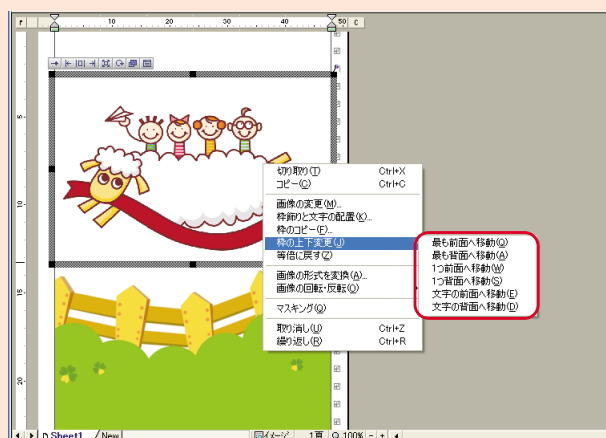 10 20 30 40 50 C
5
10
15
20
切り取り(T) Ctrl+X
コピー(C) Ctrl+C
画像の変更(M)...
枠飾りと文字の配置(K)...
枠のコピー(F)...
枠の上下変更(J)
等倍に戻す(Z)
画像の形式を変換(A)...
画像の回転・反転(O)
マスキング(Q)
取り消し(U) Ctrl+Z
繰り返し(R) Ctrl+R
最も前面へ移動(Q)
最も背面へ移動(A)
1つ前面へ移動(W)
1つ背面へ移動(S)
文字の前面へ移動(E)
文字の背面へ移動(D)
Sheet1 New イメージ 1頁 100%